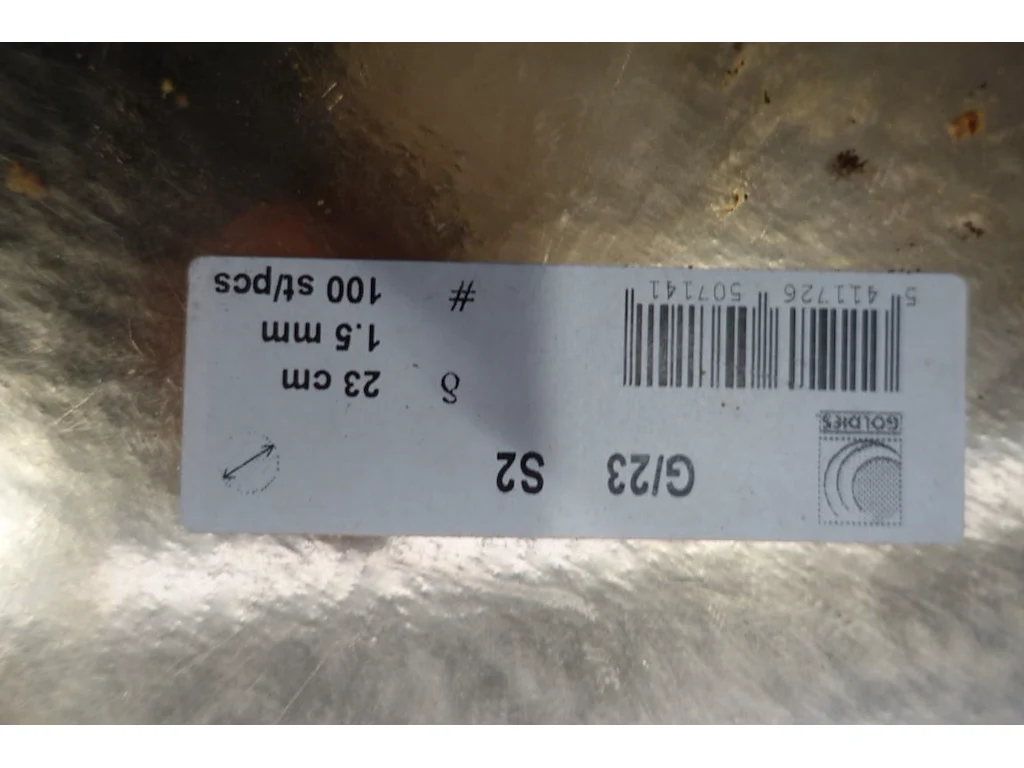 G/23 S2
GOLDIES
23 cm
1.5 mm
100 st/pcs
#
5 411726 507141